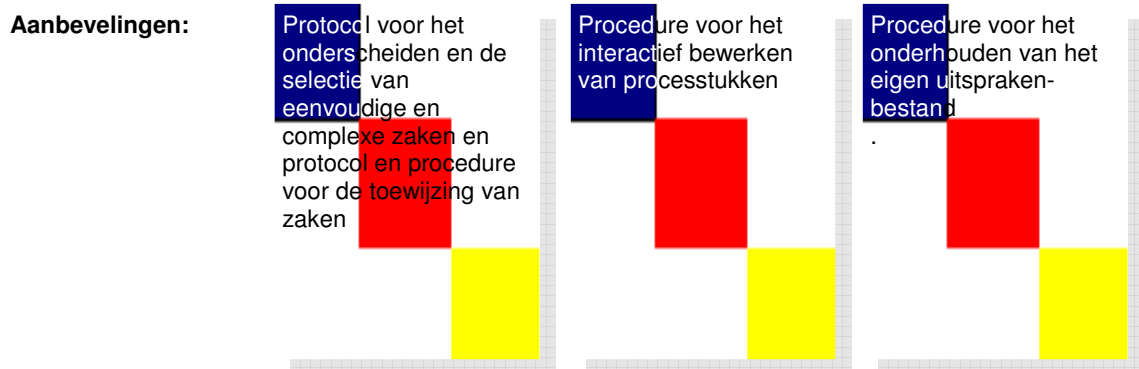 Aanbevelingen:
Protocol voor het
onderscheiden en de
selectie van
eenvoudige en
complexe zaken en
protocol en procedure
voor de toewijzing van
zaken
Procedure voor het
interactief bewerken
van processtukken
Procedure voor het
onderhouden van het
eigen uitspraken-
bestand
.